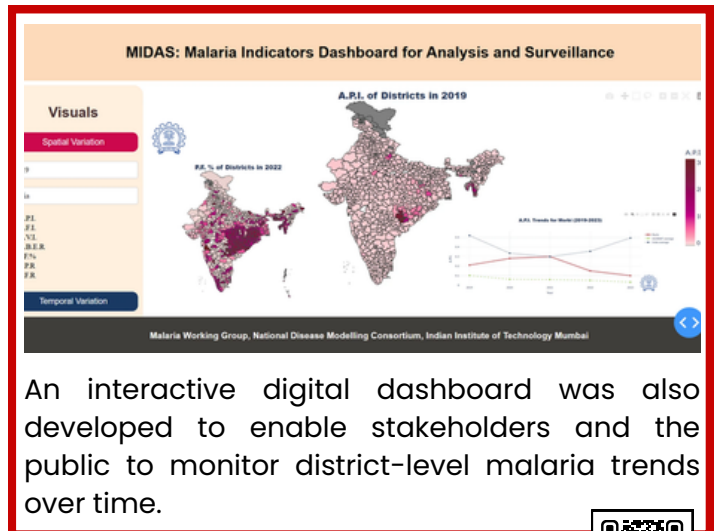 MIDAS: Malaria Indicators Dashboard for Analysis and Surveillance
Visuals
Spatial Variation
Temporal Variation
A.P.I. of Districts in 2019
P.F. % of Districts in 2022
A.P.I.
Malaria Working Group, National Disease Modelling Consortium, Indian Institute of Technology Mumbai
An interactive digital dashboard was also
developed to enable stakeholders and the
public to monitor district-level malaria trends
over time.